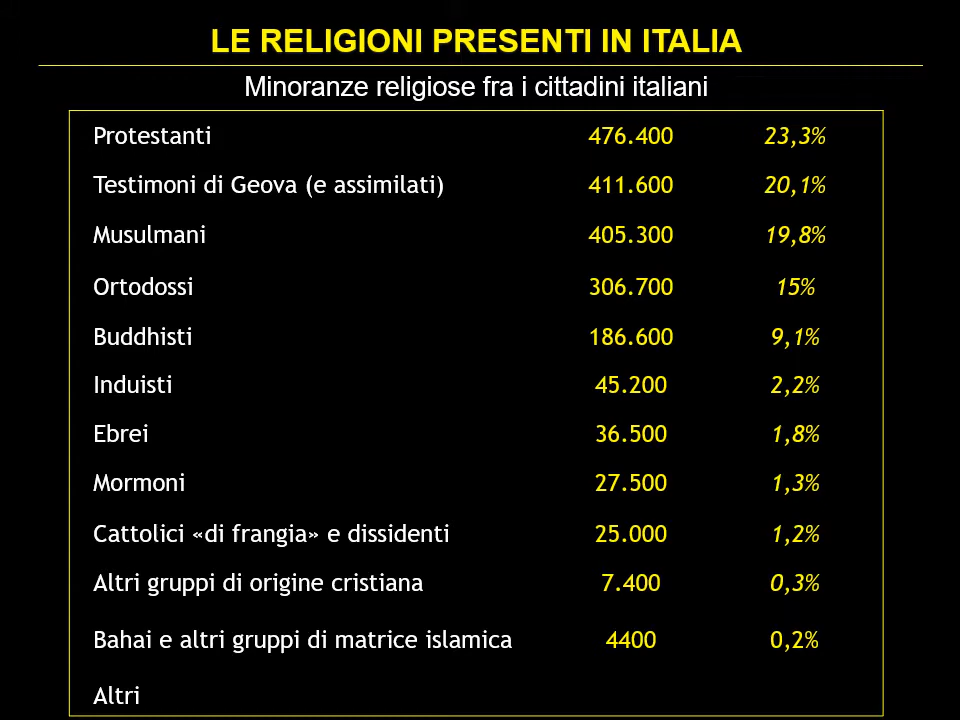 LE RELIGIONI PRESENTI IN ITALIA
Minoranze religiose fra i cittadini italiani
Protestanti 476.400 23,3%
Testimoni di Geova (e assimilati) 411.600 20,1%
Musulmani 405.300 19,8%
Ortodossi 306.700 15%
Buddhisti 186.600 9,1%
Induisti 45.200 2,2%
Ebrei 36.500 1,8%
Mormoni 27.500 1,3%
Cattolici «di frangia» e dissidenti 25.000 1,2%
Altri gruppi di origine cristiana 7.400 0,3%
Bahai e altri gruppi di matrice islamica 4400 0,2%
Altri